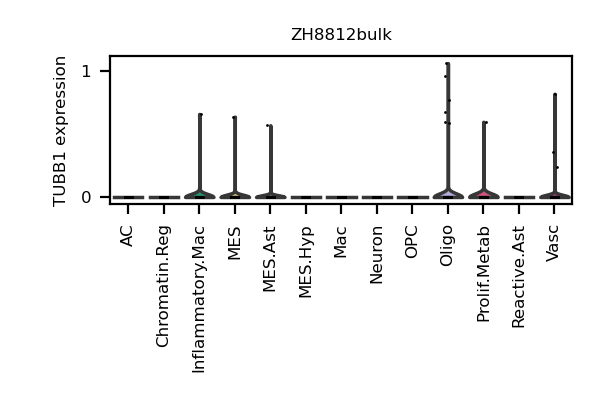 ZH8812bulk
TUBB1 expression
1
0
AC
Chromatin.Reg
Inflammatory.Mac
MES
MES.Ast
MES.Hyp
Mac
Neuron
OPC
Oligo
Prolif.Metab
Reactive.Ast
Vasc